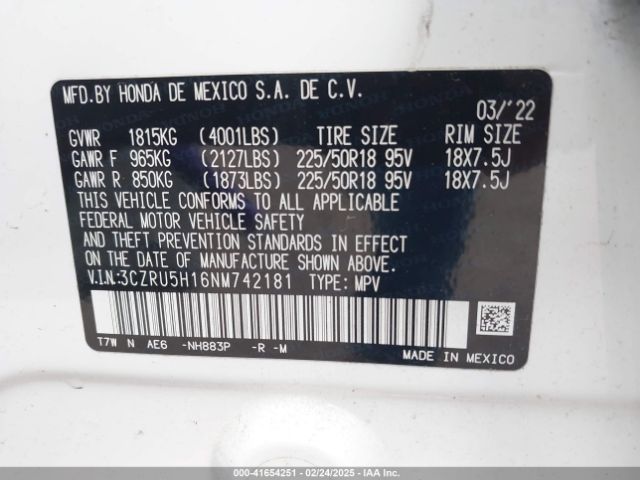 MFD.BY HONDA DE MEXICO S.A. DE C.V.
03/'22
GVWR 1815KG (4001LBS) TIRE SIZE RIM SIZE
GAWR F 965KG (2127LBS) 225/50R18 95V 18X7.5J
GAWR R 850KG (1873LBS) 225/50R18 95V 18X7.5J
THIS VEHICLE CONFORMS TO ALL APPLICABLE
FEDERAL MOTOR VEHICLE SAFETY
AND THEFT PREVENTION STANDARDS IN EFFECT
ON THE DATE OF MANUFACTURE SHOWN ABOVE.
V.I.N:3CZRU5H16NM742181 TYPE: MPV
T7W N AE6 -NH883P -R -M
MADE IN MEXICO
000-41654251 - 02/24/2025 - Copyright IAA, LLC